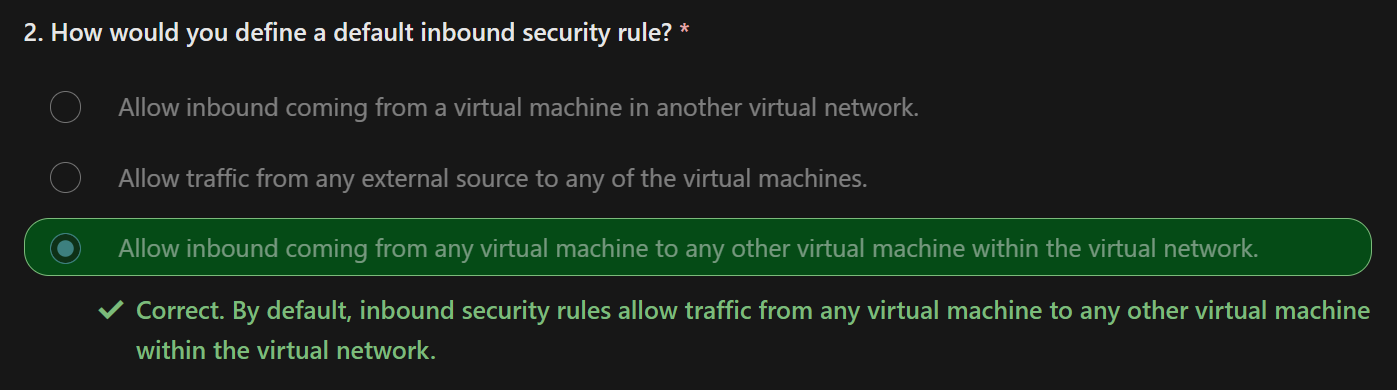 2. How would you define a default inbound security rule? *
Allow inbound coming from a virtual machine in another virtual network.
Allow traffic from any external source to any of the virtual machines.
Allow inbound coming from any virtual machine to any other virtual machine within the virtual network.
Correct. By default, inbound security rules allow traffic from any virtual machine to any other virtual machine
within the virtual network.